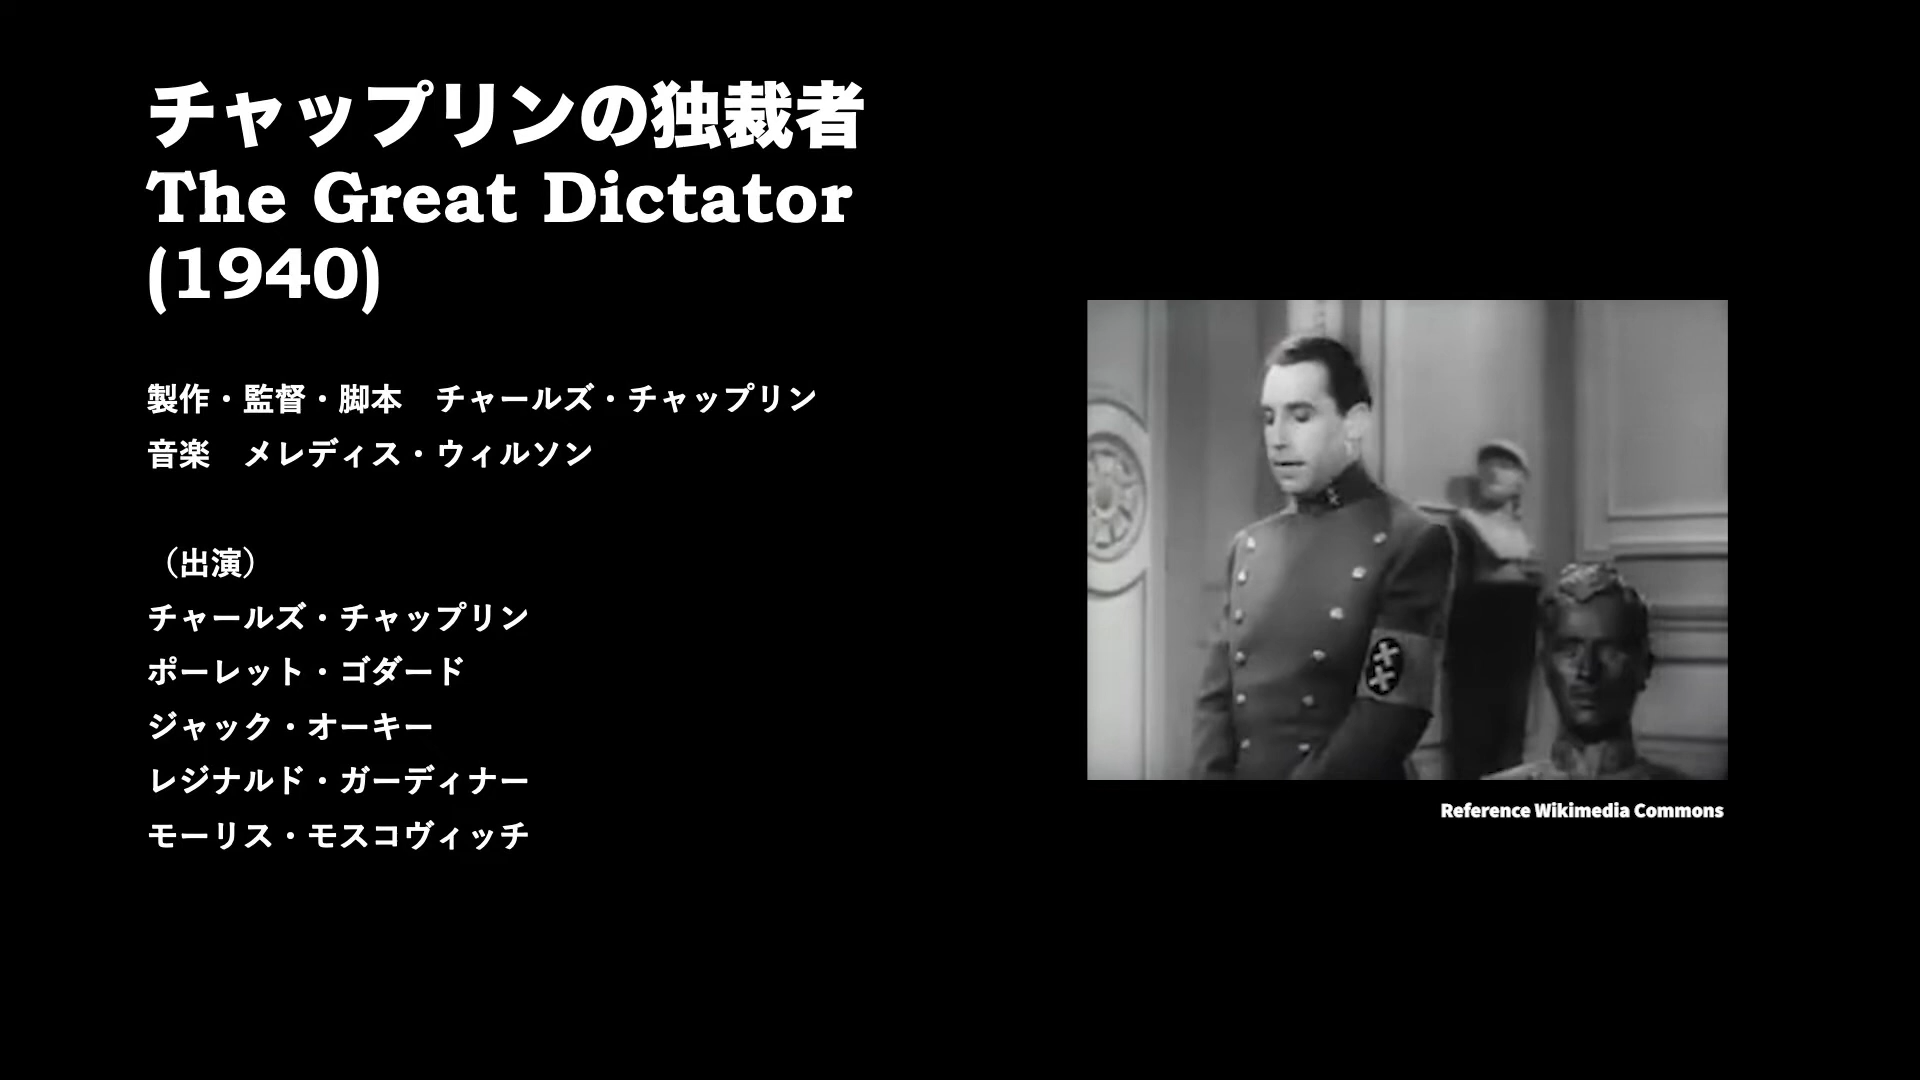 チャップリンの独裁者
The Great Dictator
(1940)
製作・監督・脚本　チャールズ・チャップリン
音楽　メレディス・ウィルソン
（出演）
チャールズ・チャップリン
ポーレット・ゴダード
ジャック・オーキー
レジナルド・ガーディナー
モーリス・モスコヴィッチ
Reference Wikimedia Commons